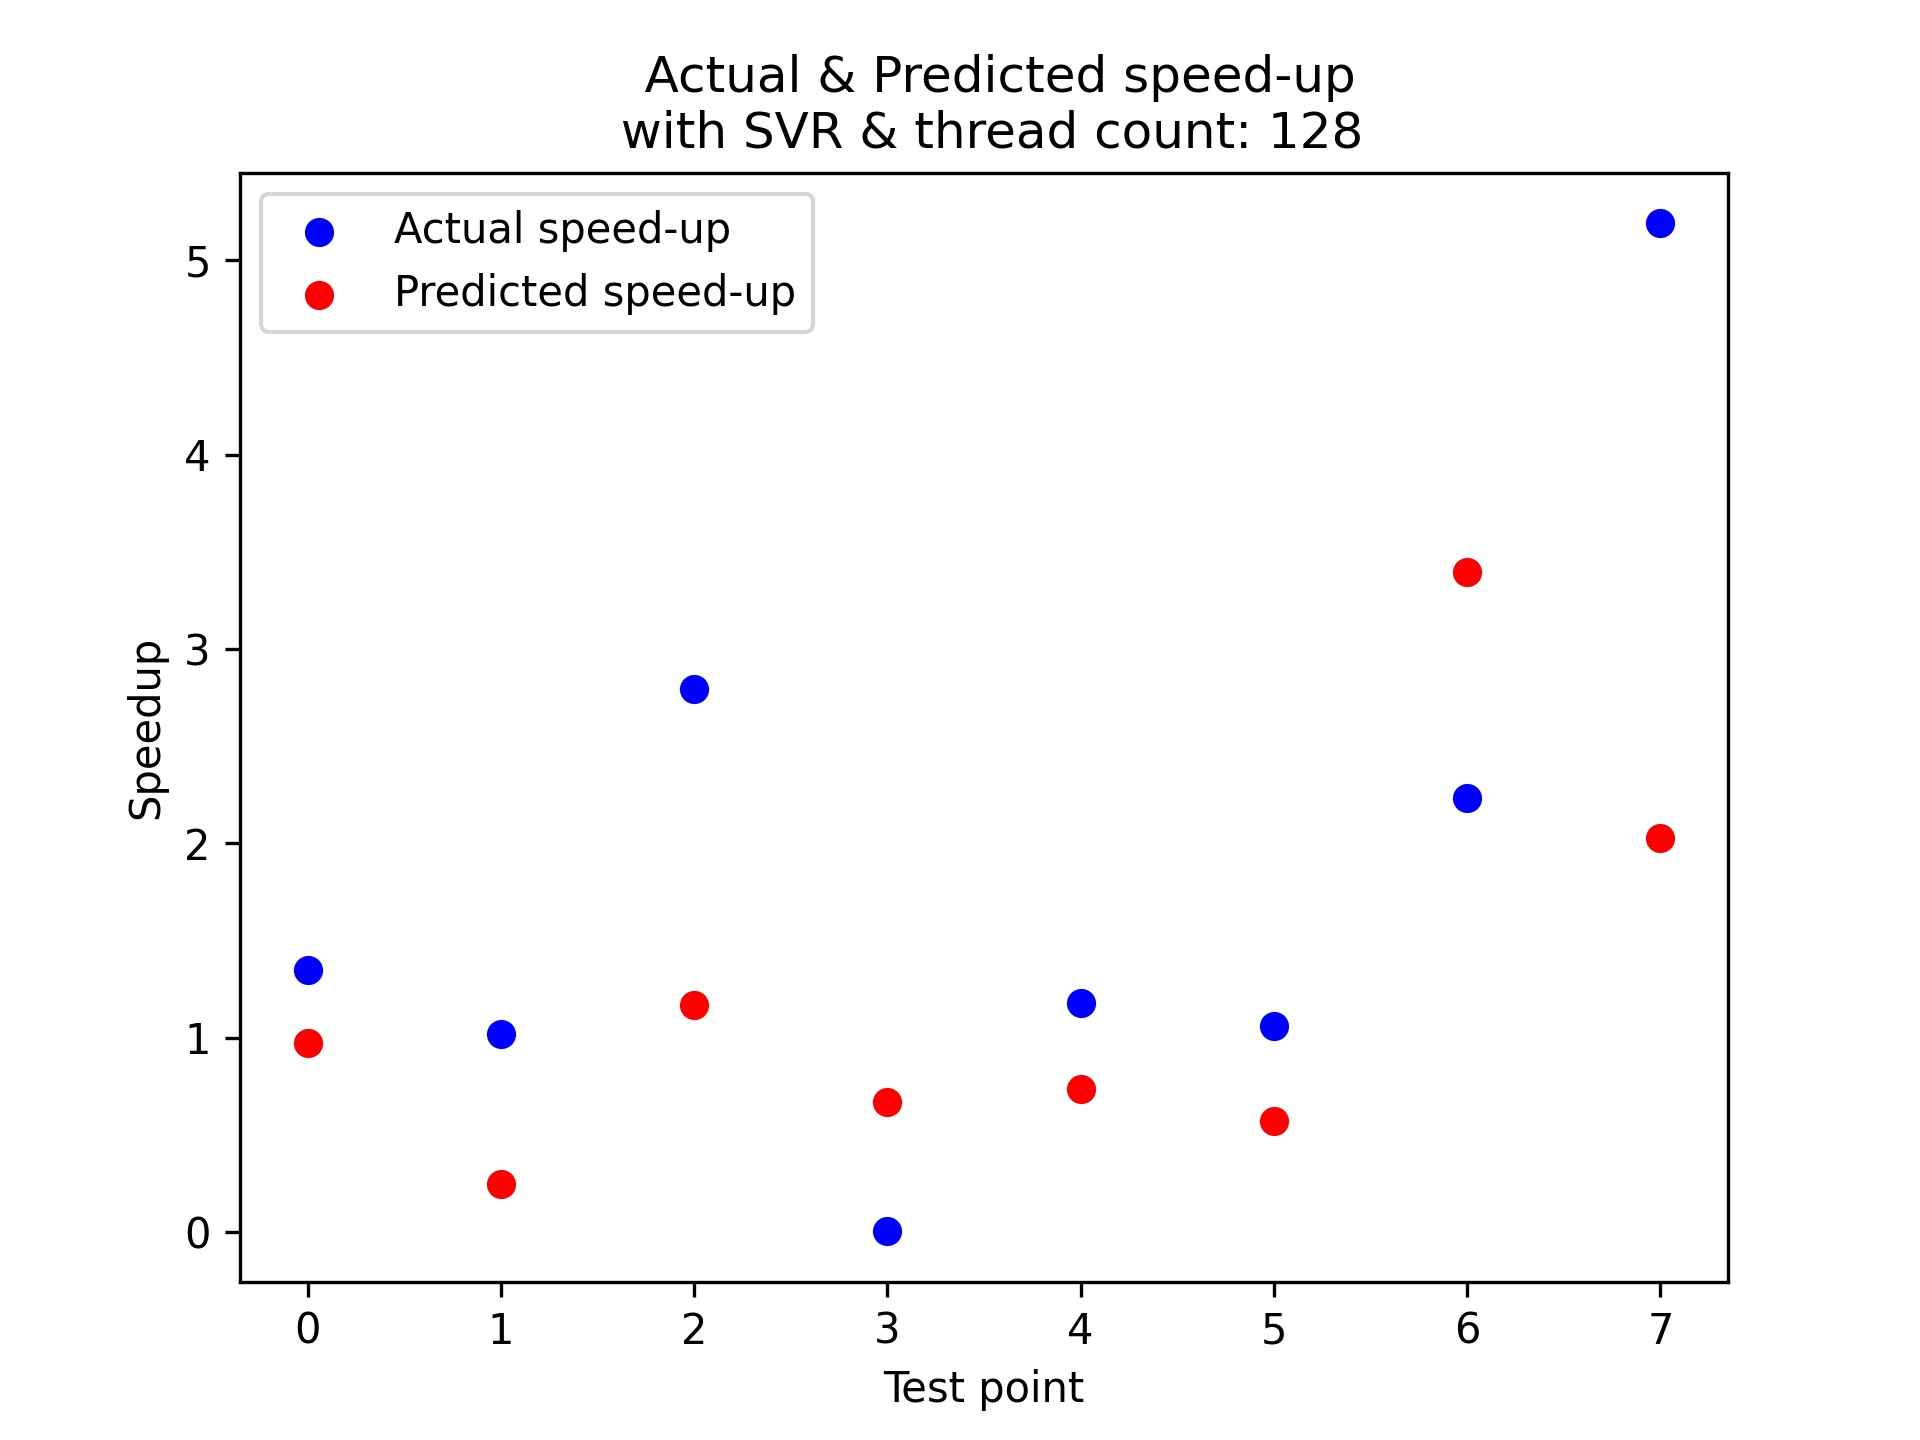 Actual & Predicted speed-up
with SVR & thread count: 128
Actual speed-up
Predicted speed-up
5
4
3
2
1
0
Speedup
0 1 2 3 4 5 6 7
Test point